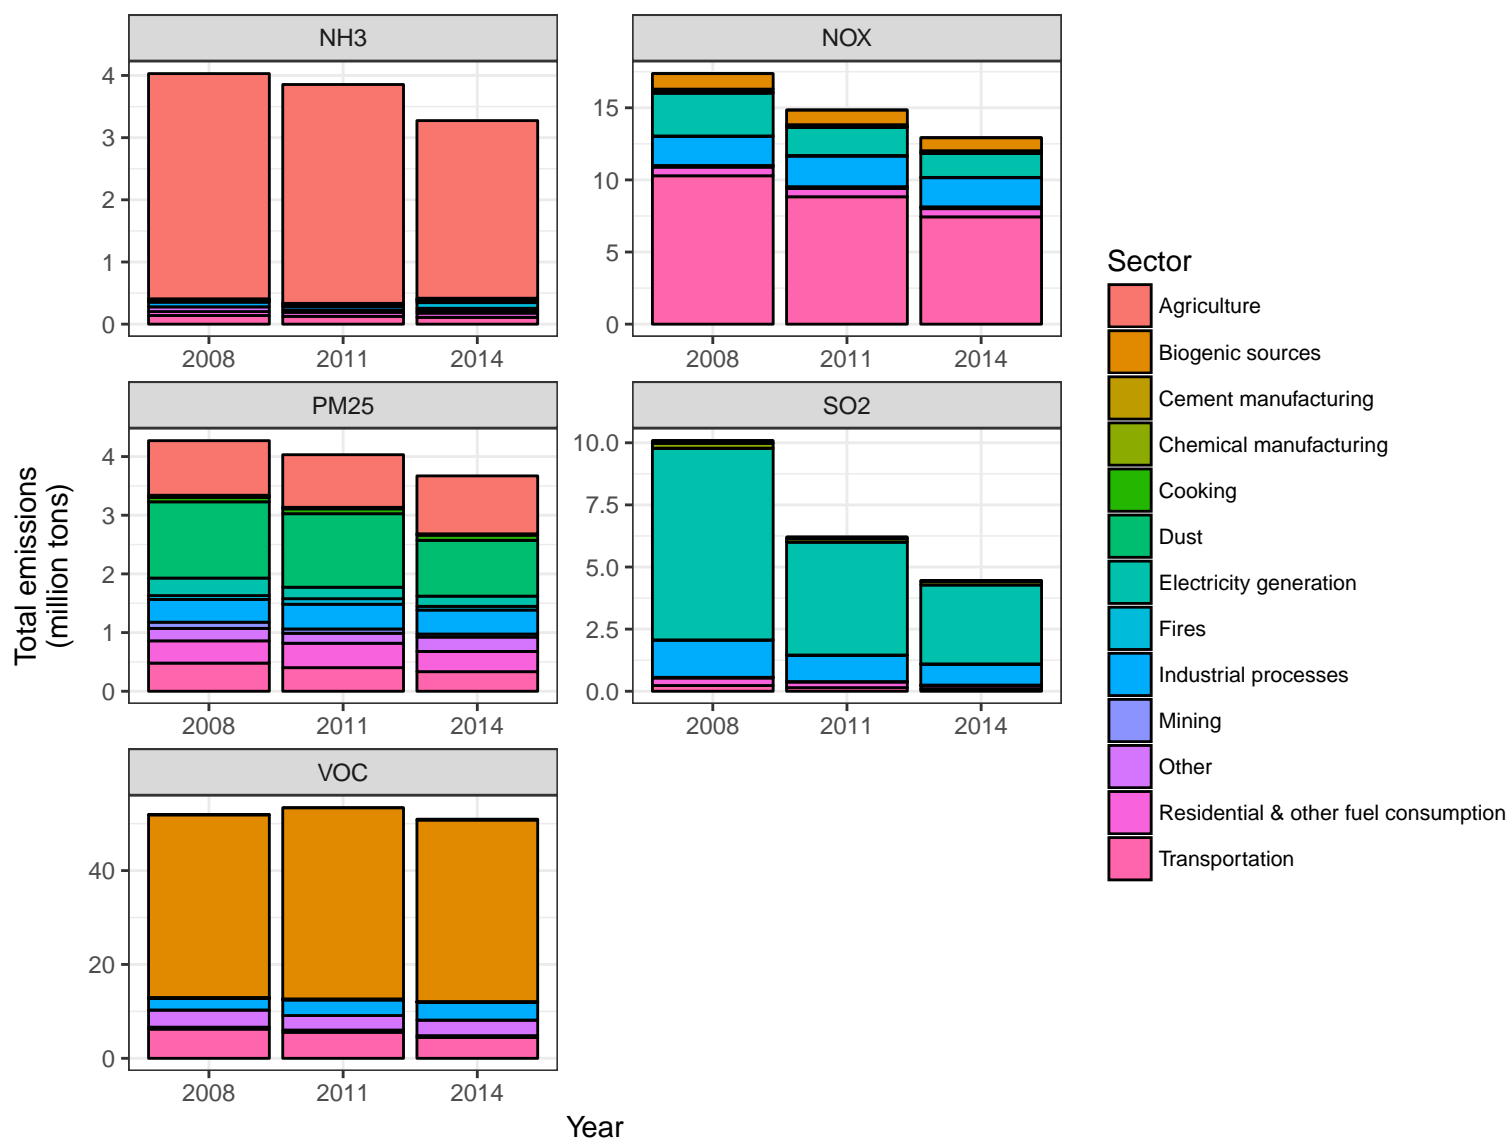 NH3
NOX
4
3
2
1
0
15
10
5
0
2008
2011
2014
2008
2011
2014
PM25
SO2
4
3
2
1
0
10.0
7.5
5.0
2.5
0.0
2008
2011
2014
2008
2011
2014
VOC
40
20
0
2008
2011
2014
Total emissions
(million tons)
Year
Sector
Agriculture
Biogenic sources
Cement manufacturing
Chemical manufacturing
Cooking
Dust
Electricity generation
Fires
Industrial processes
Mining
Other
Residential & other fuel consumption
Transportation